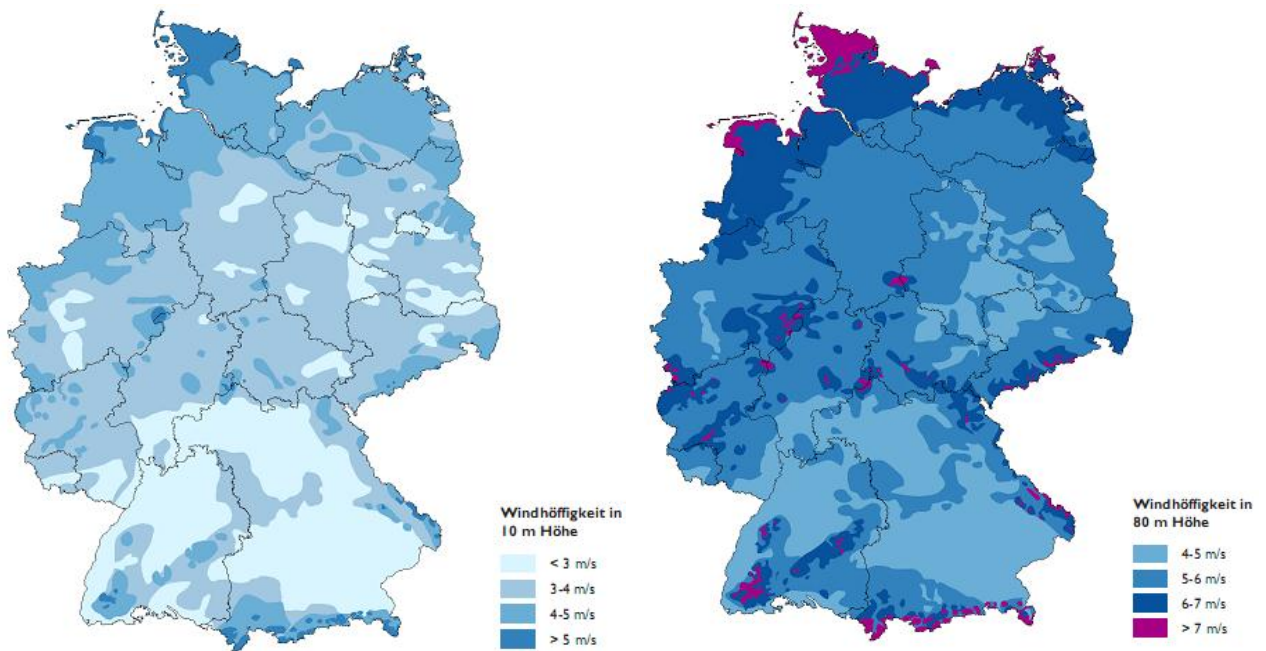 Windhöffigkeit in
10 m Höhe
< 3 m/s
3-4 m/s
4-5 m/s
> 5 m/s
Windhöffigkeit in
80 m Höhe
4-5 m/s
5-6 m/s
6-7 m/s
> 7 m/s